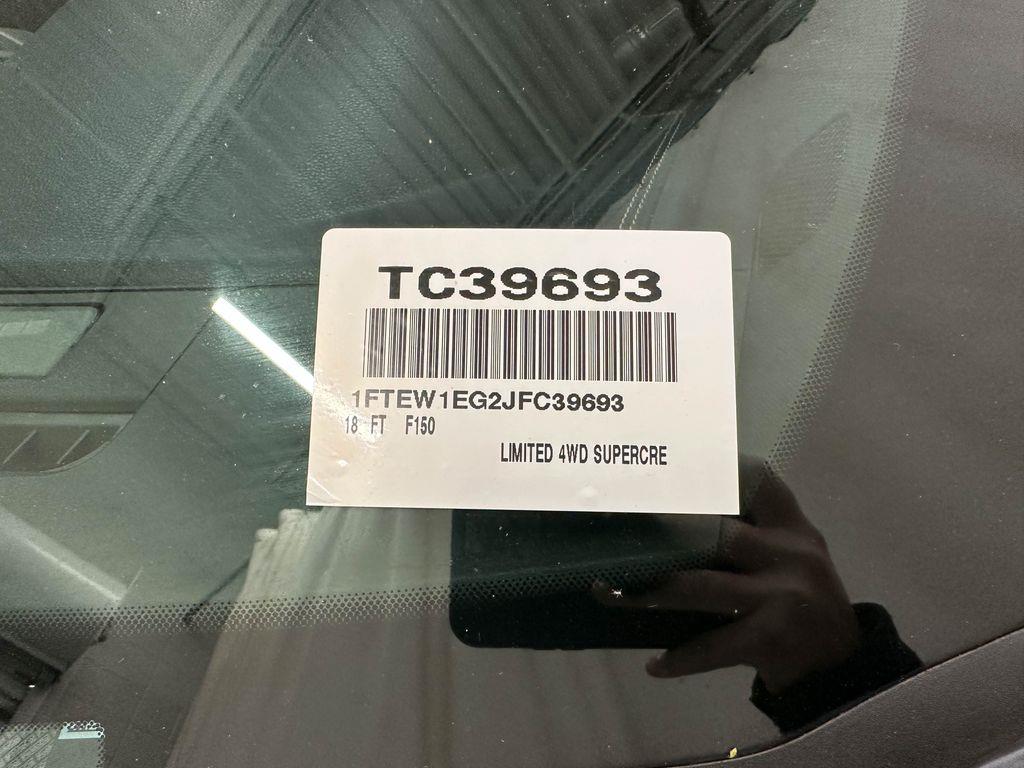 TC39693
1FTEW1EG2JFC39693
18 FT F150
LIMITED 4WD SUPERCRE